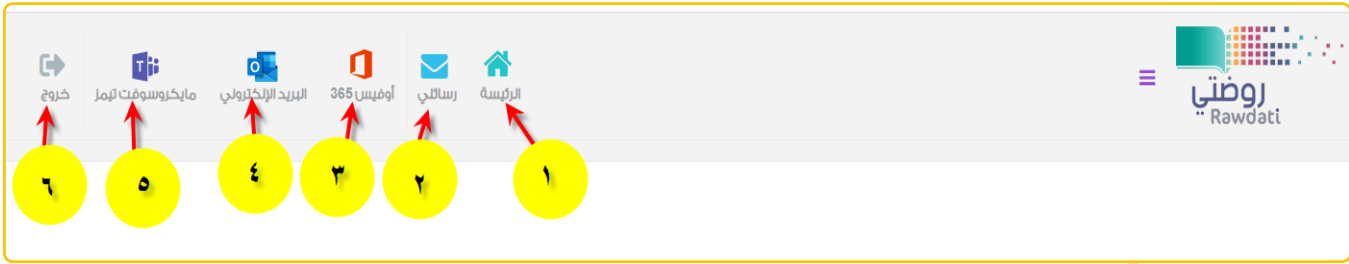 روضتي
Rawdati
الرئيسة
رسائلي
أوفيس 365
البريد الإلكتروني
مايكروسوفت تيمز
خروج
١
٢
٣
٤
٥
٦